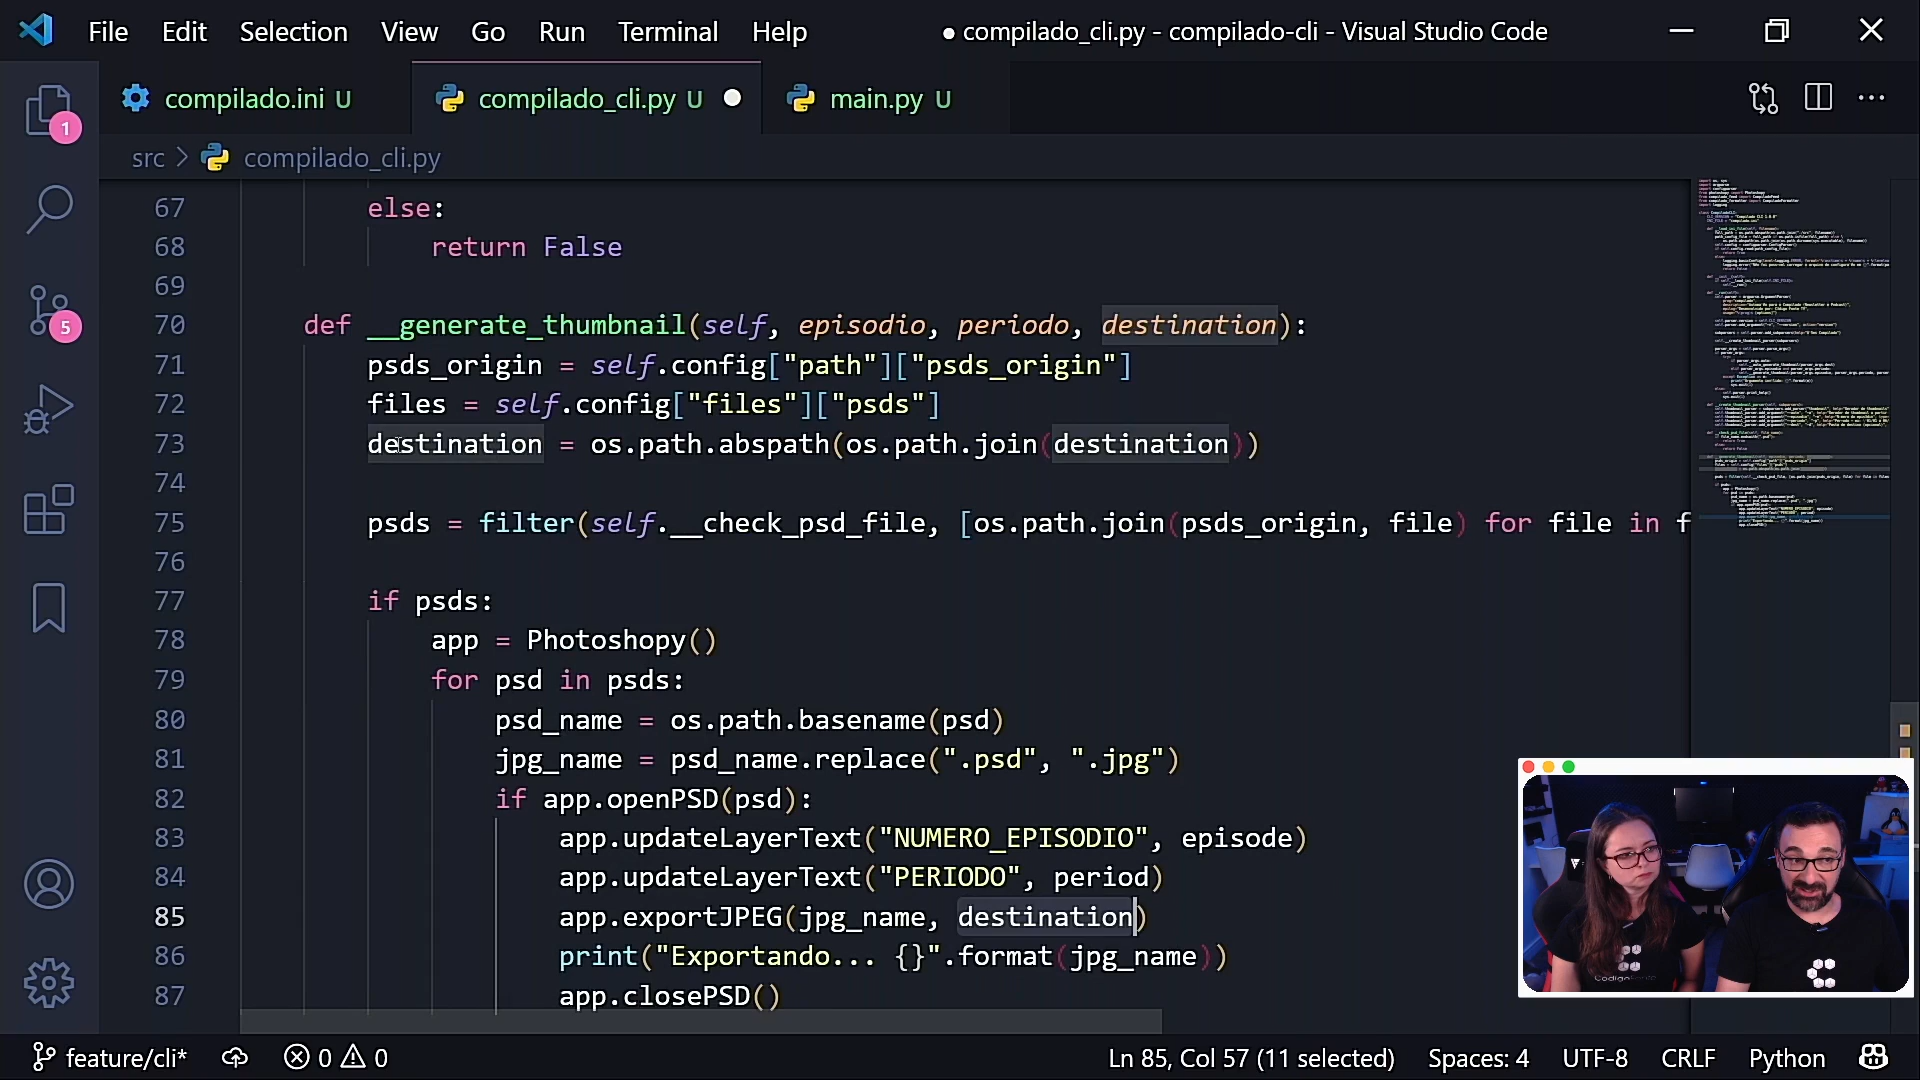 File Edit Selection View Go Run Terminal Help
● compilado_cli.py - compilado-cli - Visual Studio Code
compilado.ini U
compilado_cli.py U
main.py U
1
5
src > compilado_cli.py
67 else:
68 return False
69
70 def __generate_thumbnail(self, episodio, periodo, destination):
71 psds_origin = self.config["path"]["psds_origin"]
72 files = self.config["files"]["psds"]
73 destination = os.path.abspath(os.path.join(destination))
74
75 psds = filter(self.__check_psd_file, [os.path.join(psds_origin, file) for file in f
76
77 if psds:
78 app = Photoshopy()
79 for psd in psds:
80 psd_name = os.path.basename(psd)
81 jpg_name = psd_name.replace(".psd", ".jpg")
82 if app.openPSD(psd):
83 app.updateLayerText("NUMERO_EPISODIO", episode)
84 app.updateLayerText("PERIODO", period)
85 app.exportJPEG(jpg_name, destination)
86 print("Exportando... {}".format(jpg_name))
87 app.closePSD()
feature/cli* 0 0 Ln 85, Col 57 (11 selected) Spaces: 4 UTF-8 CRLF Python